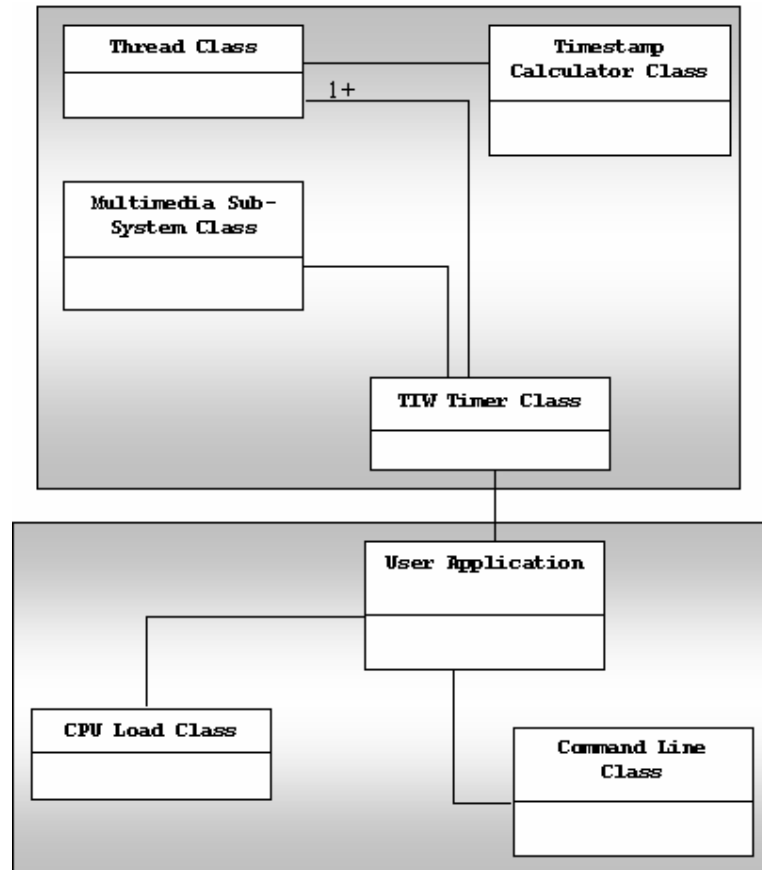 Thread Class
Timestamp
Calculator Class
1+
Multimedia Sub-
System Class
TIW Timer Class
User Application
CPU Load Class
Command Line
Class